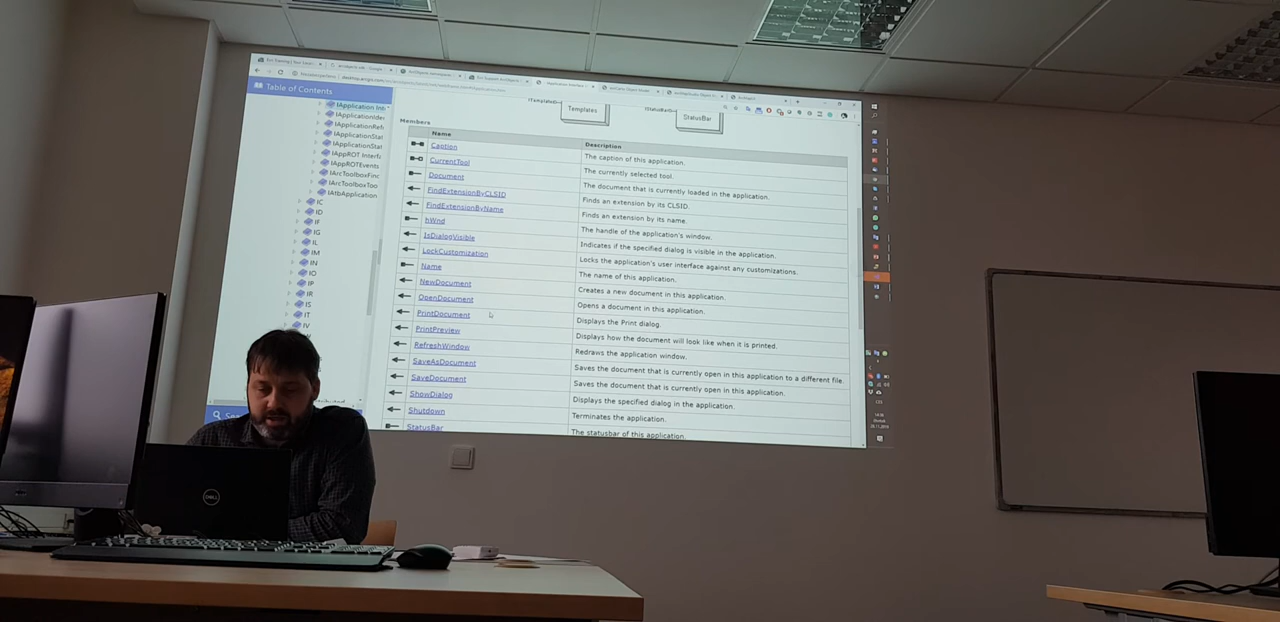 Table of Contents
IApplication Int
IApplicationIde
IApplicationRef
IApplicationStat
IApplicationStat
IAppROT Interfa
IAppROTEvents
IArcToolboxFinc
IArcToolboxToo
IAtbApplication
IC
ID
IF
IG
IL
IM
IN
IO
IP
IR
IS
IT
IV
Templates
StatusBar
Members
Name Description
Caption The caption of this application.
CurrentTool The currently selected tool.
Document The document that is currently loaded in the application.
FindExtensionByCLSID Finds an extension by its CLSID.
FindExtensionByName Finds an extension by its name.
hWnd The handle of the application's window.
IsDialogVisible Indicates if the specified dialog is visible in the application.
LockCustomization Locks the application's user interface against any customizations.
Name The name of this application.
NewDocument Creates a new document in this application.
OpenDocument Opens a document in this application.
PrintDocument Displays the Print dialog.
PrintPreview Displays how the document will look like when it is printed.
RefreshWindow Redraws the application window.
SaveAsDocument Saves the document that is currently open in this application to a different file.
SaveDocument Saves the document that is currently open in this application.
ShowDialog Displays the specified dialog in the application.
Shutdown Terminates the application.
StatusBar The statusbar of this application.
DELL